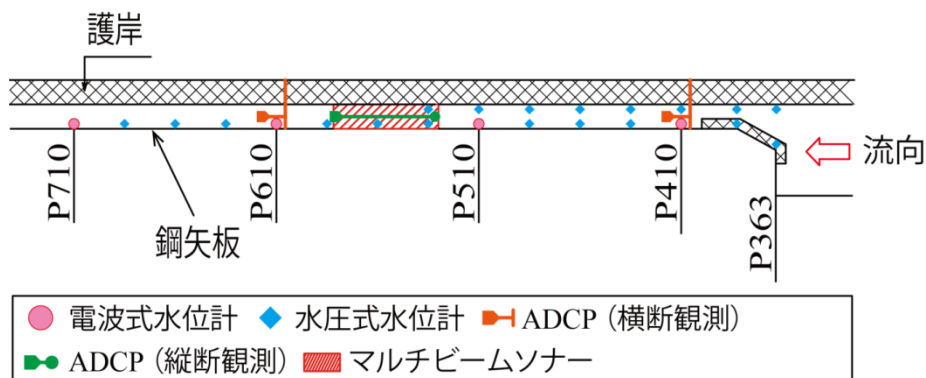 護岸
流向
P710
P610
P510
P410
P363
鋼矢板
電波式水位計 水圧式水位計 ADCP（横断観測）
ADCP（縦断観測） マルチビームソナー